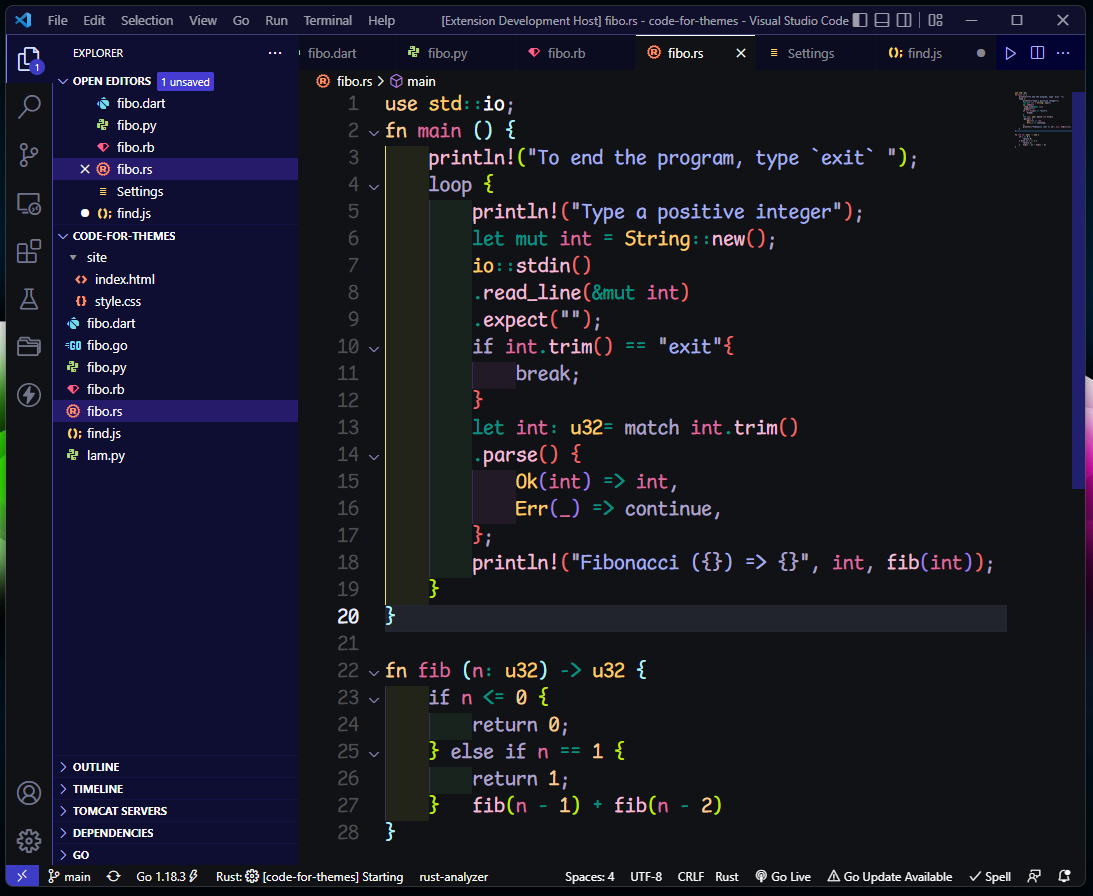 File Edit Selection View Go Run Terminal Help [Extension Development Host] fibo.rs - code-for-themes - Visual Studio Code
EXPLORER ···
fibo.dart fibo.py fibo.rb fibo.rs Settings find.js
OPEN EDITORS 1 unsaved
fibo.dart
fibo.py
fibo.rb
fibo.rs
Settings
find.js
CODE-FOR-THEMES
site
index.html
style.css
fibo.dart
fibo.go
fibo.py
fibo.rb
fibo.rs
find.js
lam.py
OUTLINE
TIMELINE
TOMCAT SERVERS
DEPENDENCIES
GO
fibo.rs > main
1 use std::io;
2 fn main () {
3 println!("To end the program, type `exit` ");
4 loop {
5 println!("Type a positive integer");
6 let mut int = String::new();
7 io::stdin()
8 .read_line(&mut int)
9 .expect("");
10 if int.trim() == "exit"{
11 break;
12 }
13 let int: u32= match int.trim()
14 .parse() {
15 Ok(int) => int,
16 Err(_) => continue,
17 };
18 println!("Fibonacci ({}) => {}", int, fib(int));
19 }
20 }
21
22 fn fib (n: u32) -> u32 {
23 if n <= 0 {
24 return 0;
25 } else if n == 1 {
26 return 1;
27 } fib(n - 1) + fib(n - 2)
28 }
main Go 1.18.3 Rust: [code-for-themes] Starting rust-analyzer Spaces: 4 UTF-8 CRLF Rust Go Live Go Update Available Spell